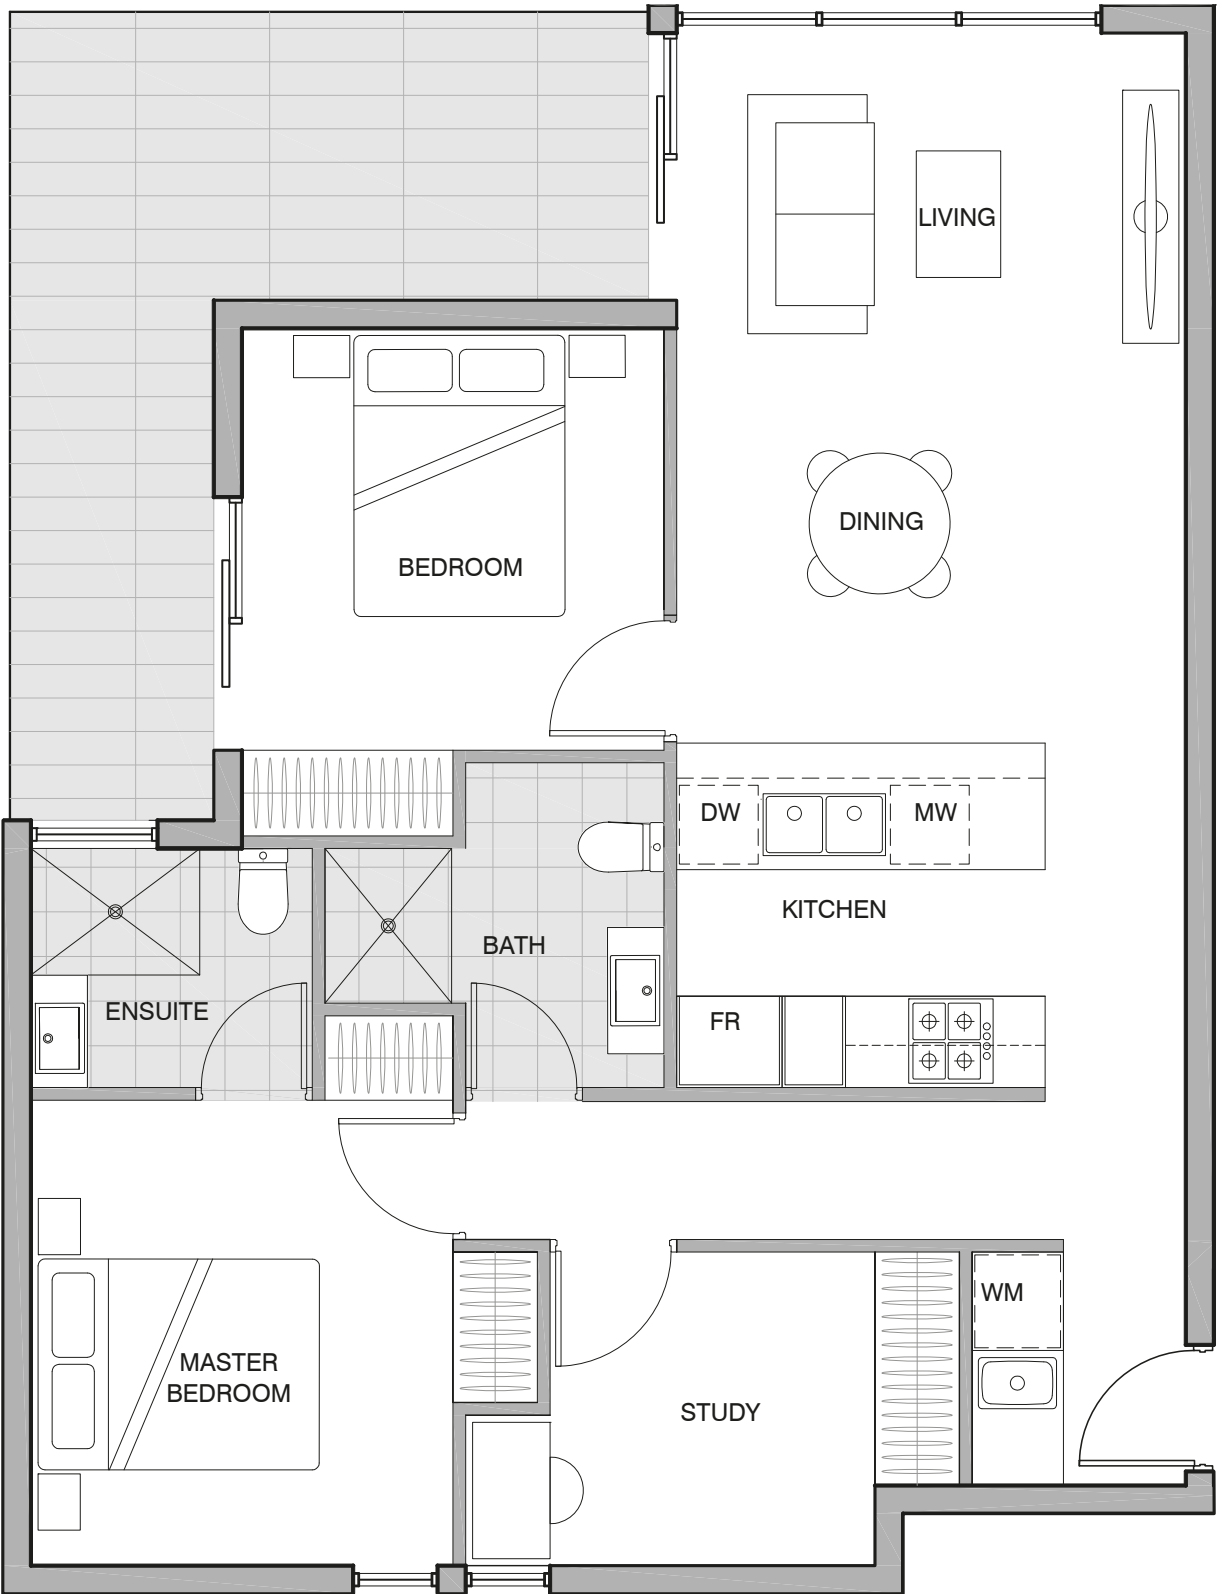 LIVING
DINING
BEDROOM
DW
MW
KITCHEN
BATH
ENSUITE
FR
WM
MASTER
BEDROOM
STUDY